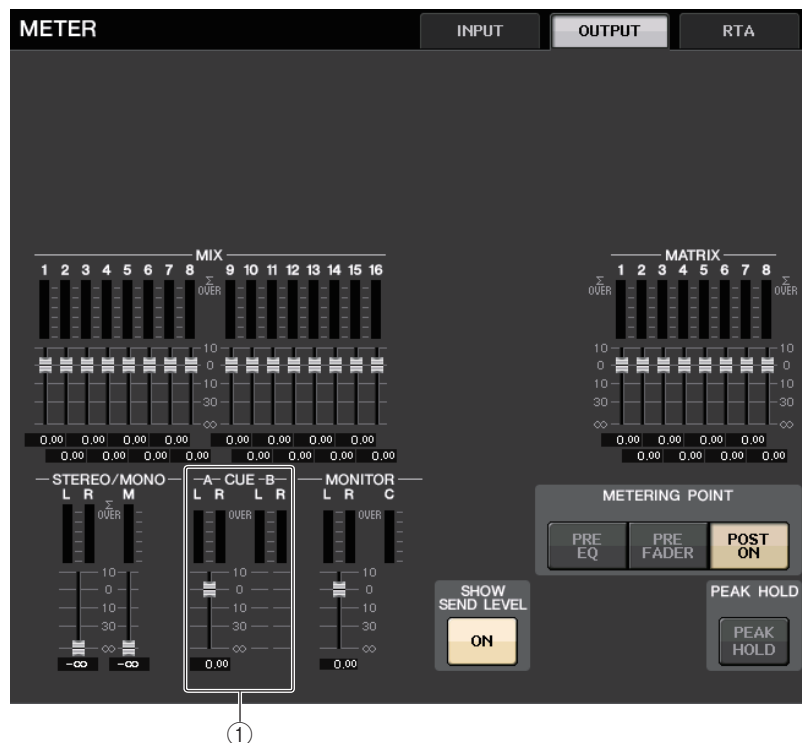 METER INPUT OUTPUT RTA
MIX
1 2 3 4 5 6 7 8 9 10 11 12 13 14 15 16
Σ
OVER
10
0
10
30
∞
0.00 0.00 0.00 0.00 0.00 0.00 0.00 0.00
0.00 0.00 0.00 0.00 0.00 0.00 0.00 0.00
MATRIX
1 2 3 4 5 6 7 8
Σ
OVER OVER
10 10
0 0
10 10
30 30
∞ ∞
0.00 0.00 0.00 0.00
0.00 0.00 0.00 0.00
STEREO/MONO
L R M
Σ
OVER
10
0
10
30
∞
-∞ -∞
A CUE B
L R L R
OVER
10
0
10
∞
0.00
MONITOR
L R C
OVER
10
0
10
30
∞
0.00
METERING POINT
PRE EQ
PRE FADER
POST ON
SHOW
SEND LEVEL
ON
PEAK HOLD
PEAK
HOLD
①